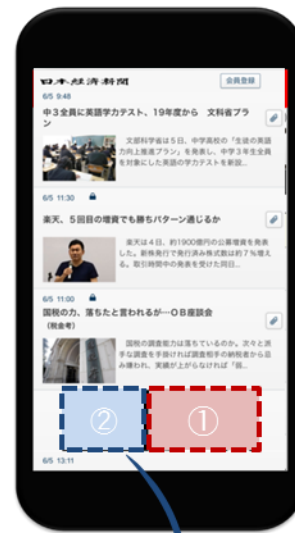 日本経済新聞
会員登録
6/5 9:48
中3全員に英語学力テスト、19年度から 文科省プラ
ン
文部科学省は5日、中学高校の「生徒の英語
力向上推進プラン」を発表し、中学3年生全員
を対象にした英語の学力テストを新設...
6/5 11:30
楽天、5回目の増資でも勝ちパターン通じるか
楽天は4日、約1900億円の公募増資を発表
した。新株発行で発行済み株式数は約7%増え
る。取引時間中の発表を受けた同日...
6/5 11:00
国税の力、落ちたと言われるが…OB座談会
(税金考)
国税の調査能力は落ちているのか。次々と派
手な調査を手掛ければ調査相手の納税者から恐
み嫌われ、実績が上がらなければ「弱...
② ①
6/5 13:11